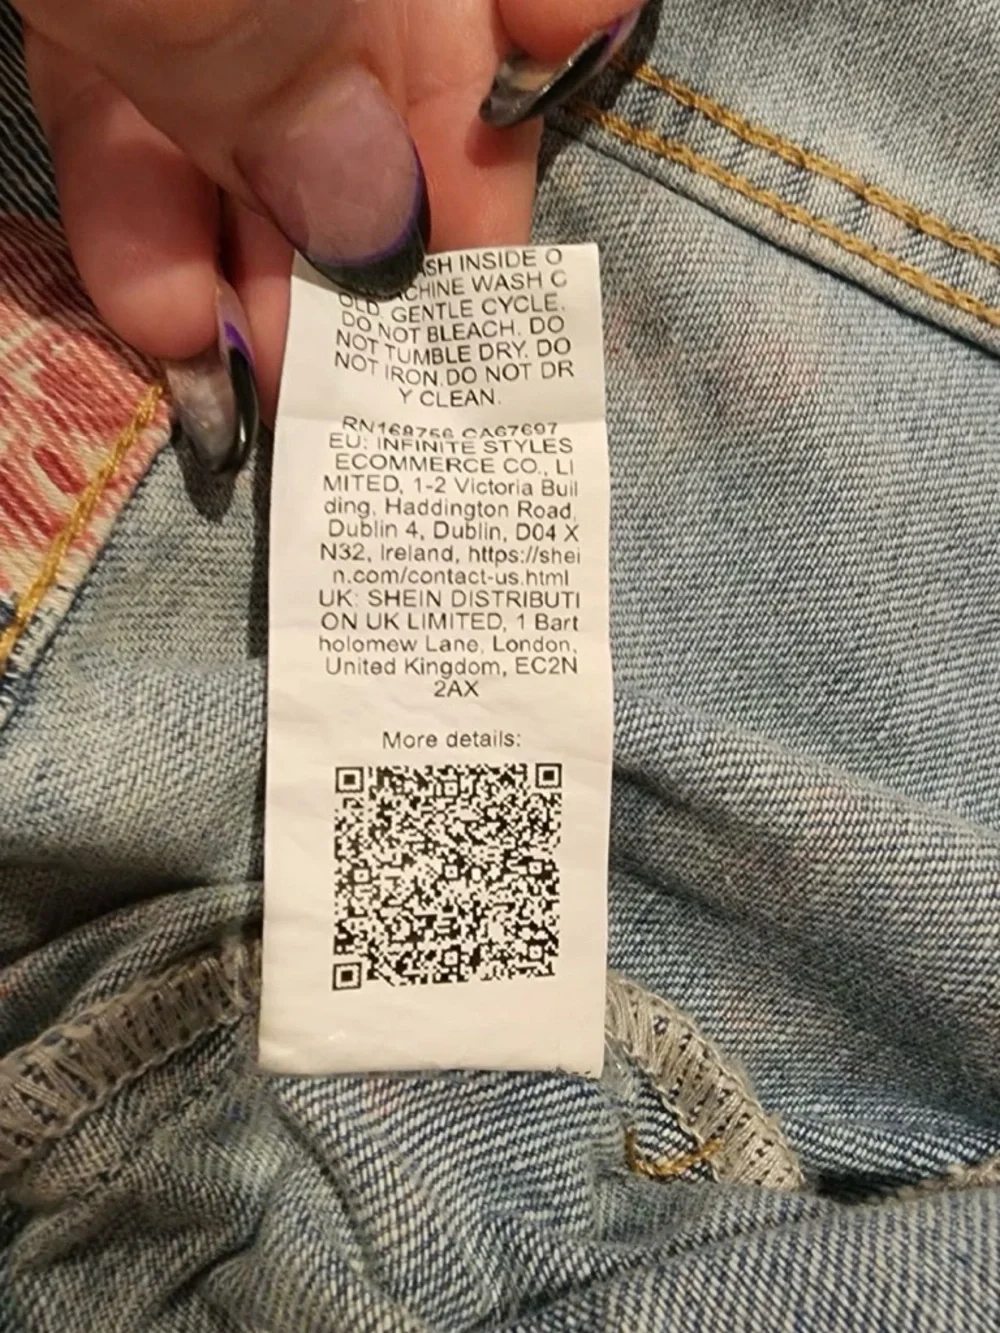 ASH INSIDE O
ACHINE WASH C
OLD. GENTLE CYCLE.
DO NOT BLEACH. DO
NOT TUMBLE DRY. DO
NOT IRON.DO NOT DR
Y CLEAN.
RN168756 CA67697
EU: INFINITE STYLES
ECOMMERCE CO., LI
MITED, 1-2 Victoria Buil
ding, Haddington Road,
Dublin 4, Dublin, D04 X
N32, Ireland, https://shei
n.com/contact-us.html
UK: SHEIN DISTRIBUTI
ON UK LIMITED, 1 Bart
holomew Lane, London,
United Kingdom, EC2N
2AX
More details: